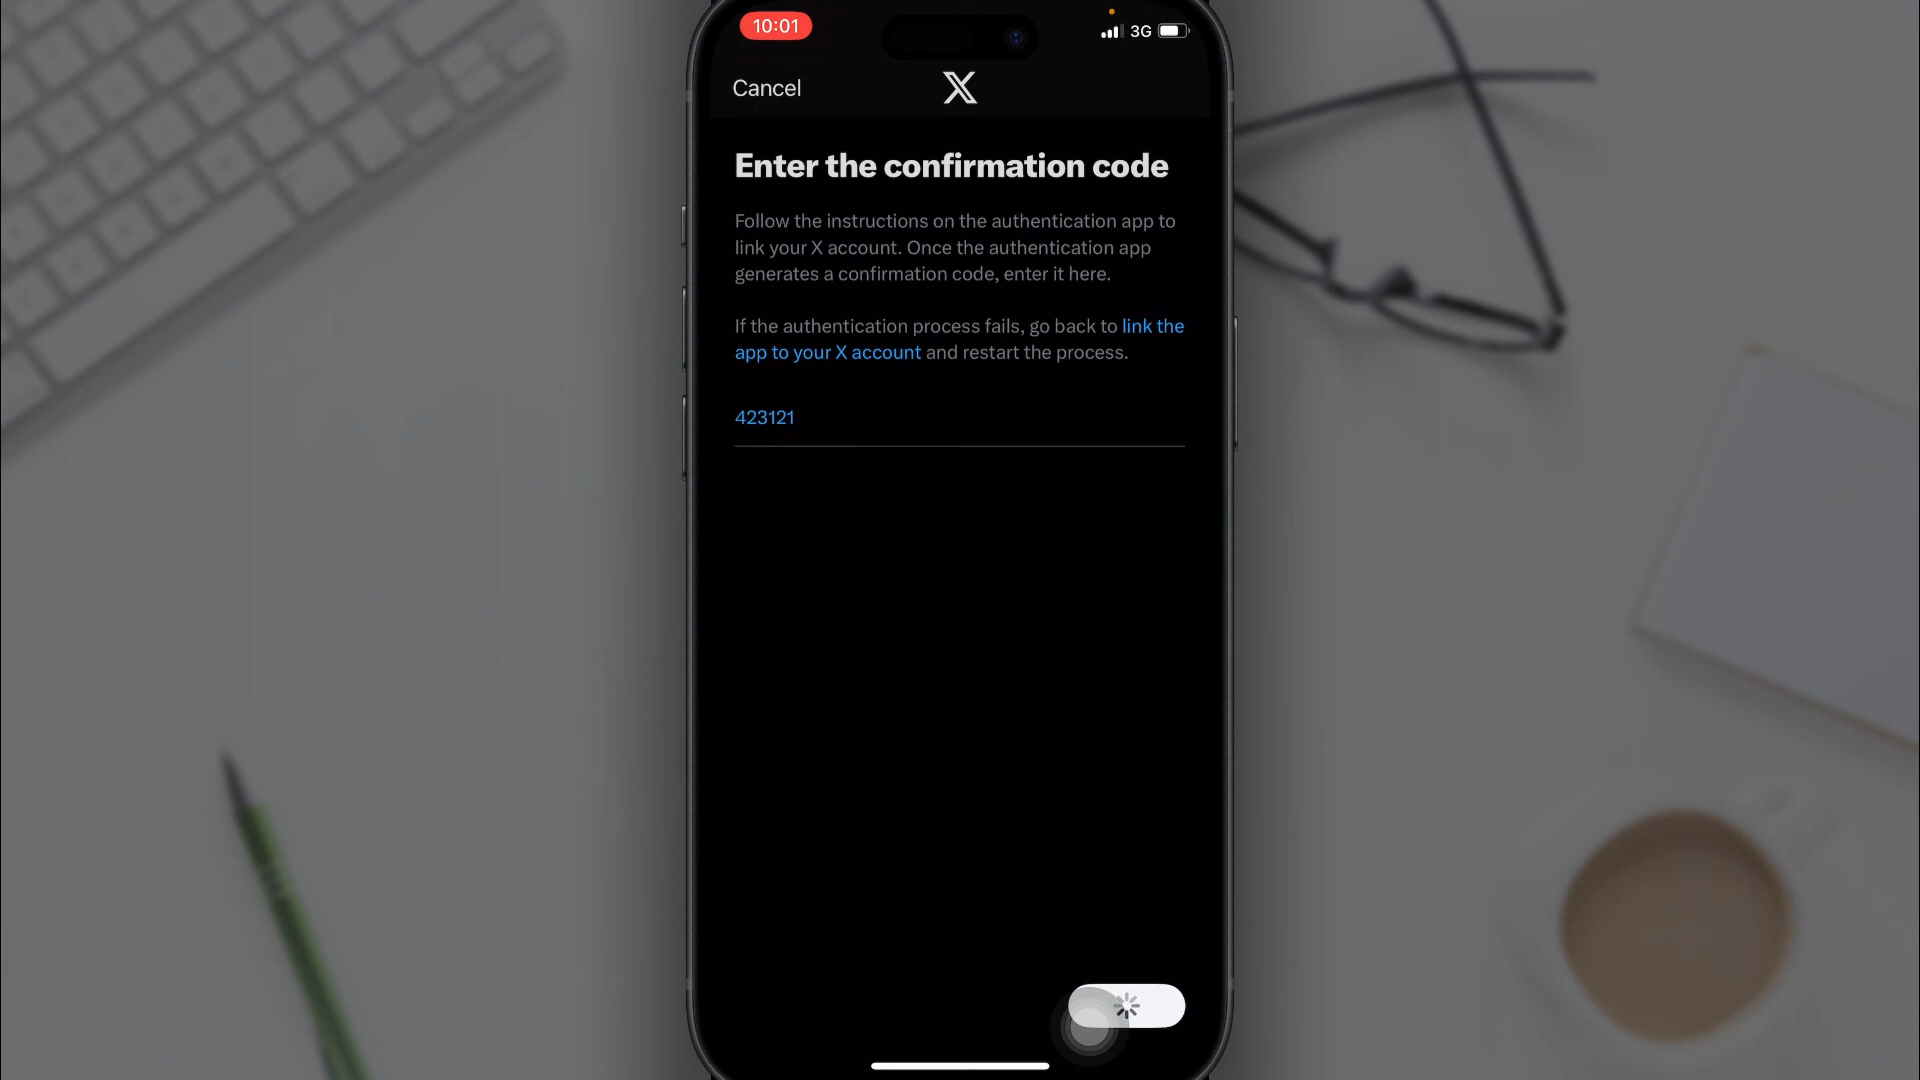 10:01
3G
Cancel
Enter the confirmation code
Follow the instructions on the authentication app to
link your X account. Once the authentication app
generates a confirmation code, enter it here.
If the authentication process fails, go back to link the
app to your X account and restart the process.
423121